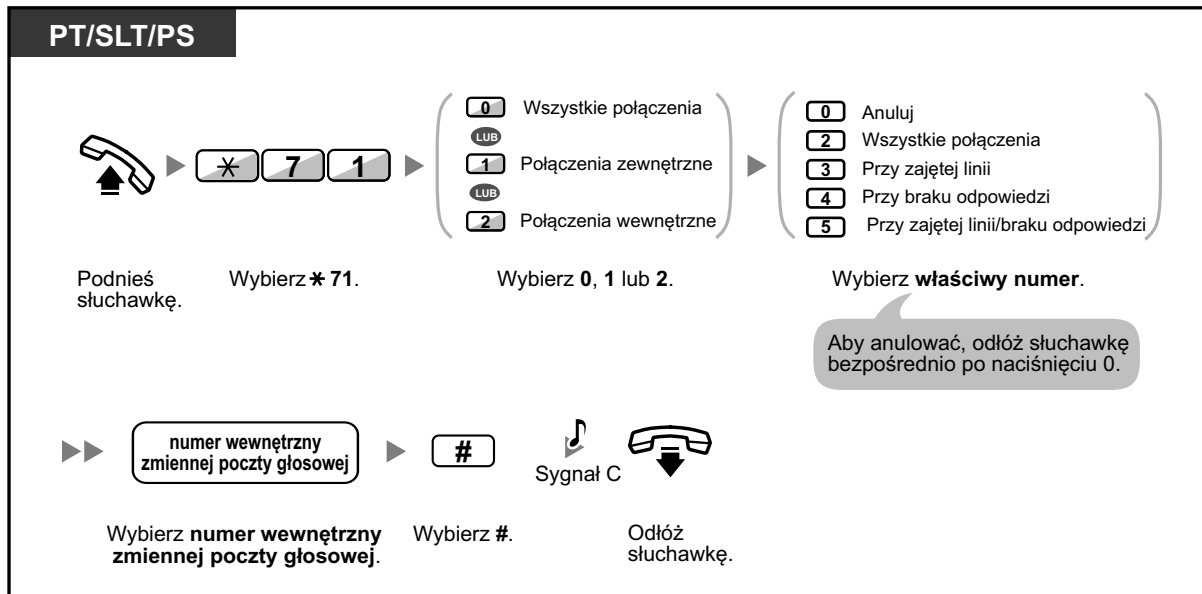 PT/SLT/PS
0 Wszystkie połączenia
LUB
1 Połączenia zewnętrzne
LUB
2 Połączenia wewnętrzne
0 Anuluj
2 Wszystkie połączenia
3 Przy zajętej linii
4 Przy braku odpowiedzi
5 Przy zajętej linii/braku odpowiedzi
* 7 1
Podnieś
słuchawkę.
Wybierz * 71.
Wybierz 0, 1 lub 2.
Wybierz właściwy numer.
Aby anulować, odłóż słuchawkę
bezpośrednio po naciśnięciu 0.
numer wewnętrzny
zmiennej poczty głosowej
#
Sygnał C
Wybierz numer wewnętrzny
zmiennej poczty głosowej.
Wybierz #.
Odłóż
słuchawkę.